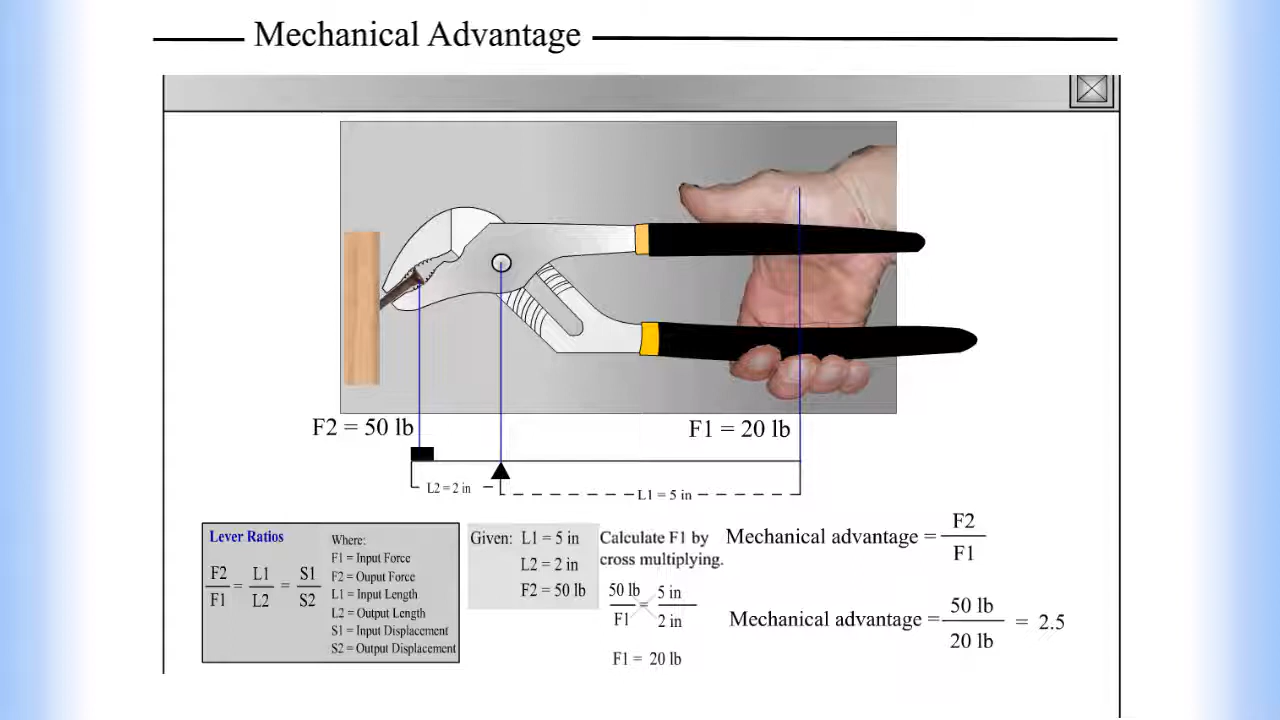 Mechanical Advantage
F2 = 50 lb
F1 = 20 lb
L2 = 2 in
L1 = 5 in
Lever Ratios
F2/F1 = L1/L2 = S1/S2
Where:
F1 = Input Force
F2 = Ouput Force
L1 = Input Length
L2 = Output Length
S1 = Input Displacement
S2 = Output Displacement
Given: L1 = 5 in
L2 = 2 in
F2 = 50 lb
Calculate F1 by
cross multiplying.
50 lb/F1 = 5 in/2 in
F1 = 20 lb
Mechanical advantage = F2/F1
Mechanical advantage = 50 lb/20 lb = 2.5